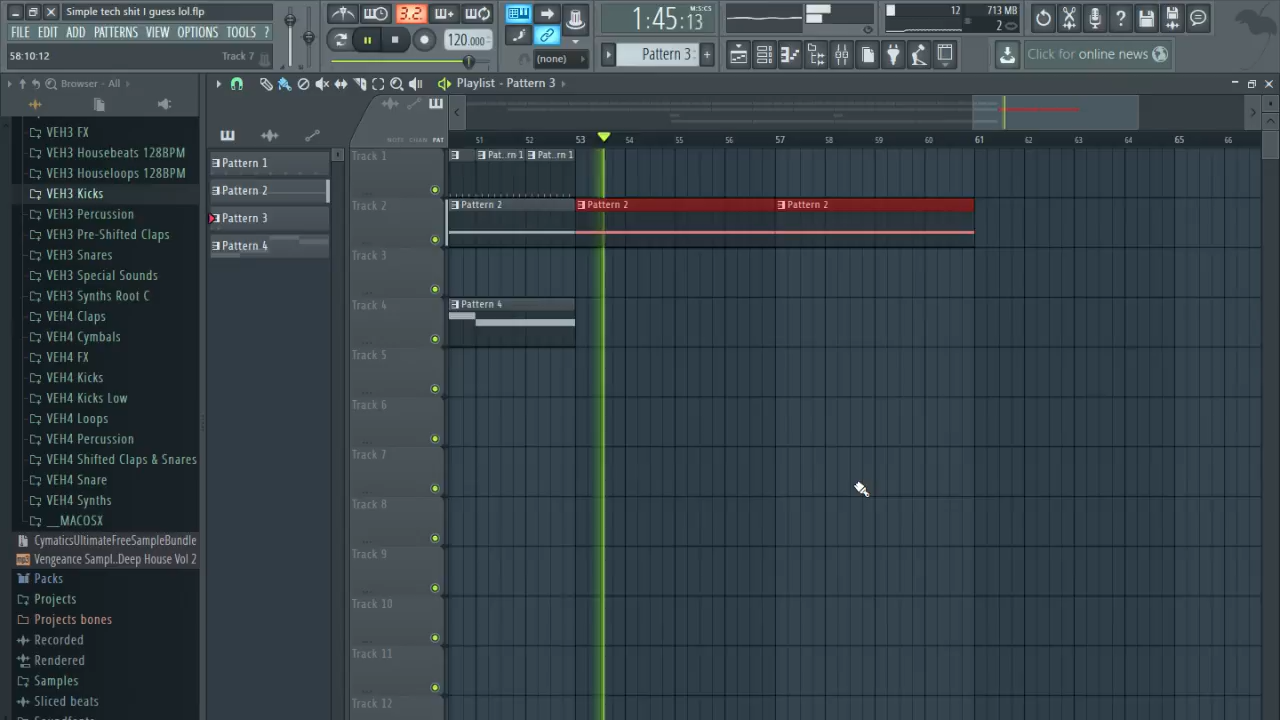 Simple tech shit I guess lol.flp
FILE EDIT ADD PATTERNS VIEW OPTIONS TOOLS ?
58:10:12 Track 7
3.2
120.000
(none)
1:45:13 M:S:CS
Pattern 3 +
12 713 MB
2
Click for online news
Browser - All
Playlist - Pattern 3
NOTE CHAN PAT
51 52 53 54 55 56 57 58 59 60 61 62 63 64 65 66
VEH3 FX
VEH3 Housebeats 128BPM
VEH3 Houseloops 128BPM
VEH3 Kicks
VEH3 Percussion
VEH3 Pre-Shifted Claps
VEH3 Snares
VEH3 Special Sounds
VEH3 Synths Root C
VEH4 Claps
VEH4 Cymbals
VEH4 FX
VEH4 Kicks
VEH4 Kicks Low
VEH4 Loops
VEH4 Percussion
VEH4 Shifted Claps & Snares
VEH4 Snare
VEH4 Synths
__MACOSX
CymaticsUltimateFreeSampleBundle
Vengeance Sampl..Deep House Vol 2
Packs
Projects
Projects bones
Recorded
Rendered
Samples
Sliced beats
Pattern 1
Pattern 2
Pattern 3
Pattern 4
Track 1
Pat..rn 1 Pat..rn 1
Track 2
Pattern 2 Pattern 2 Pattern 2
Track 3
Track 4
Pattern 4
Track 5
Track 6
Track 7
Track 8
Track 9
Track 10
Track 11
Track 12